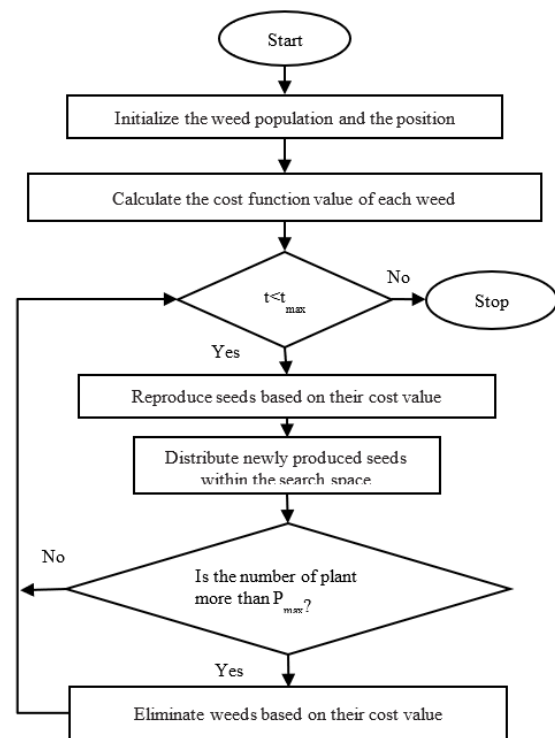 Start
Initialize the weed population and the position
Calculate the cost function value of each weed
t<t_max
No
Stop
Yes
Reproduce seeds based on their cost value
Distribute newly produced seeds
within the search space
No
Is the number of plant
more than P_max?
Yes
Eliminate weeds based on their cost value